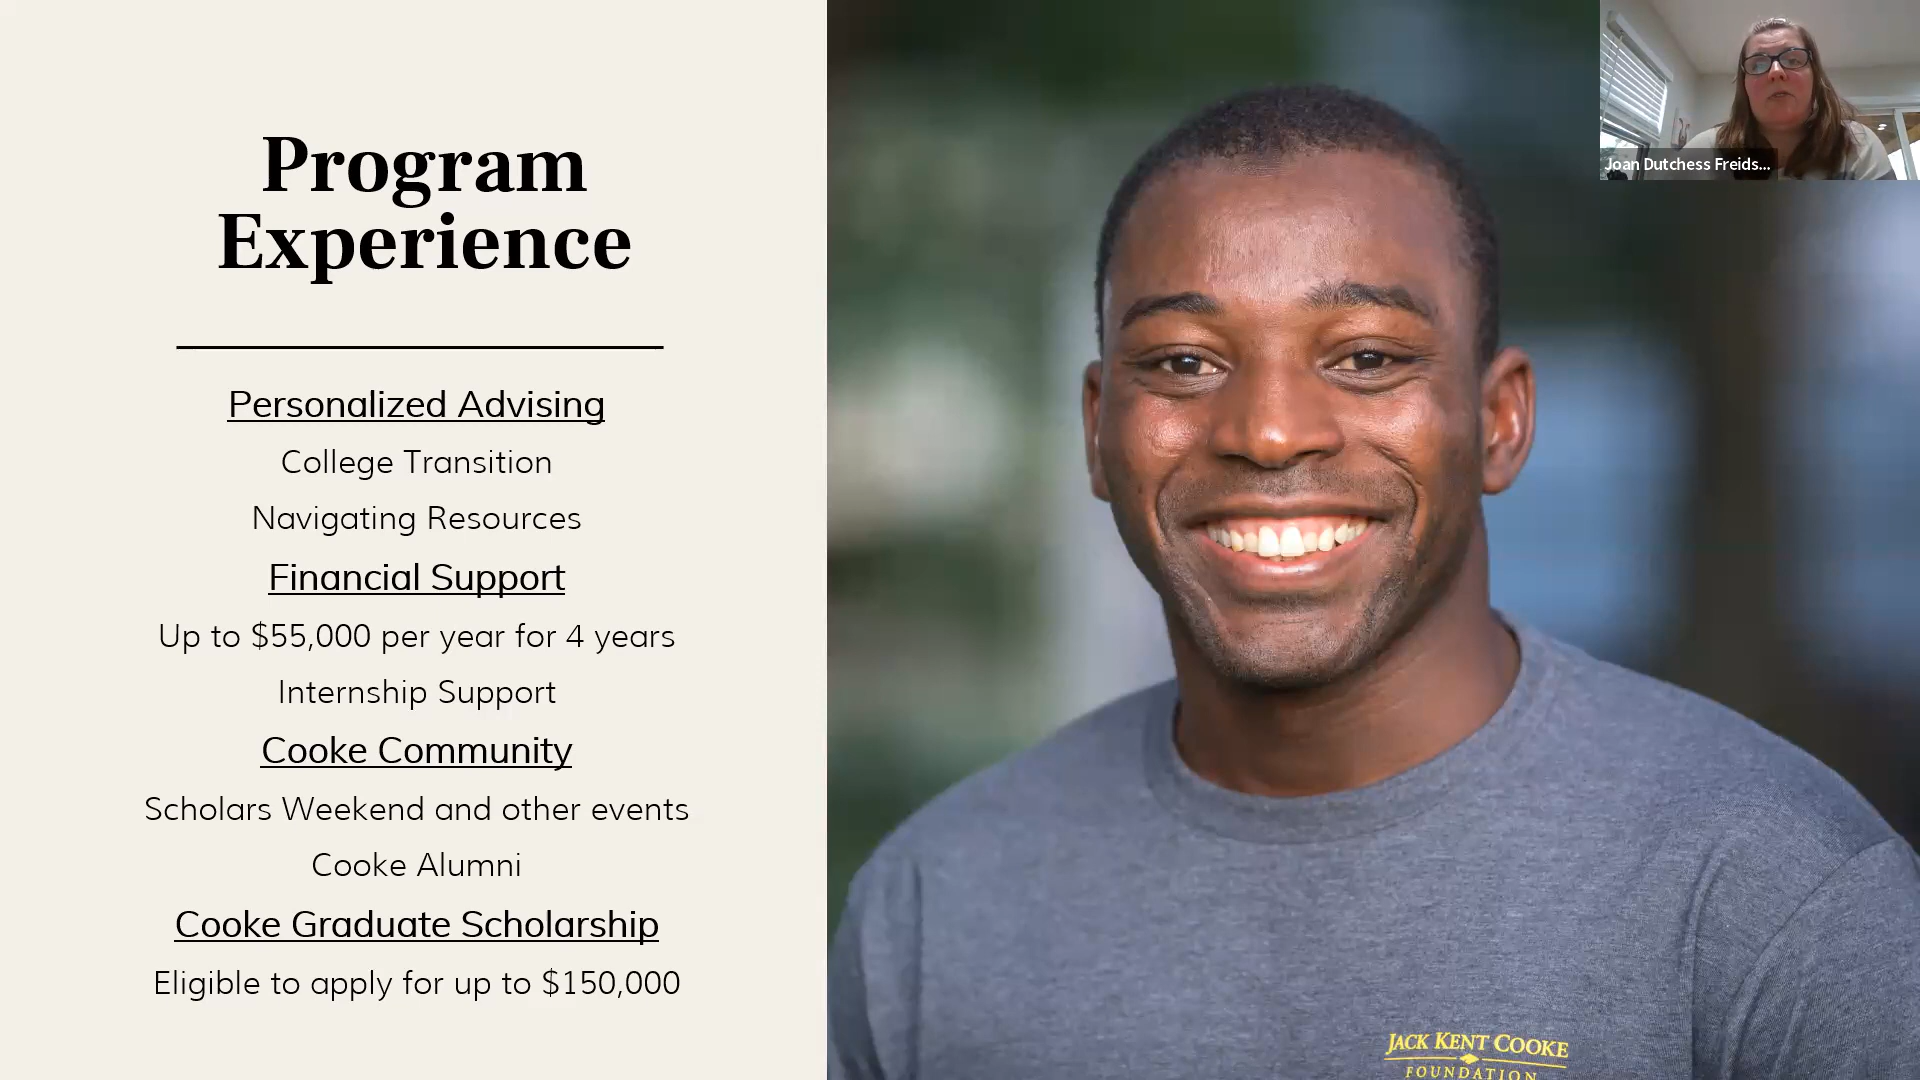 Program
Experience
Personalized Advising
College Transition
Navigating Resources
Financial Support
Up to $55,000 per year for 4 years
Internship Support
Cooke Community
Scholars Weekend and other events
Cooke Alumni
Cooke Graduate Scholarship
Eligible to apply for up to $150,000
Joan Dutchess Freids...
JACK KENT COOKE
FOUNDATION